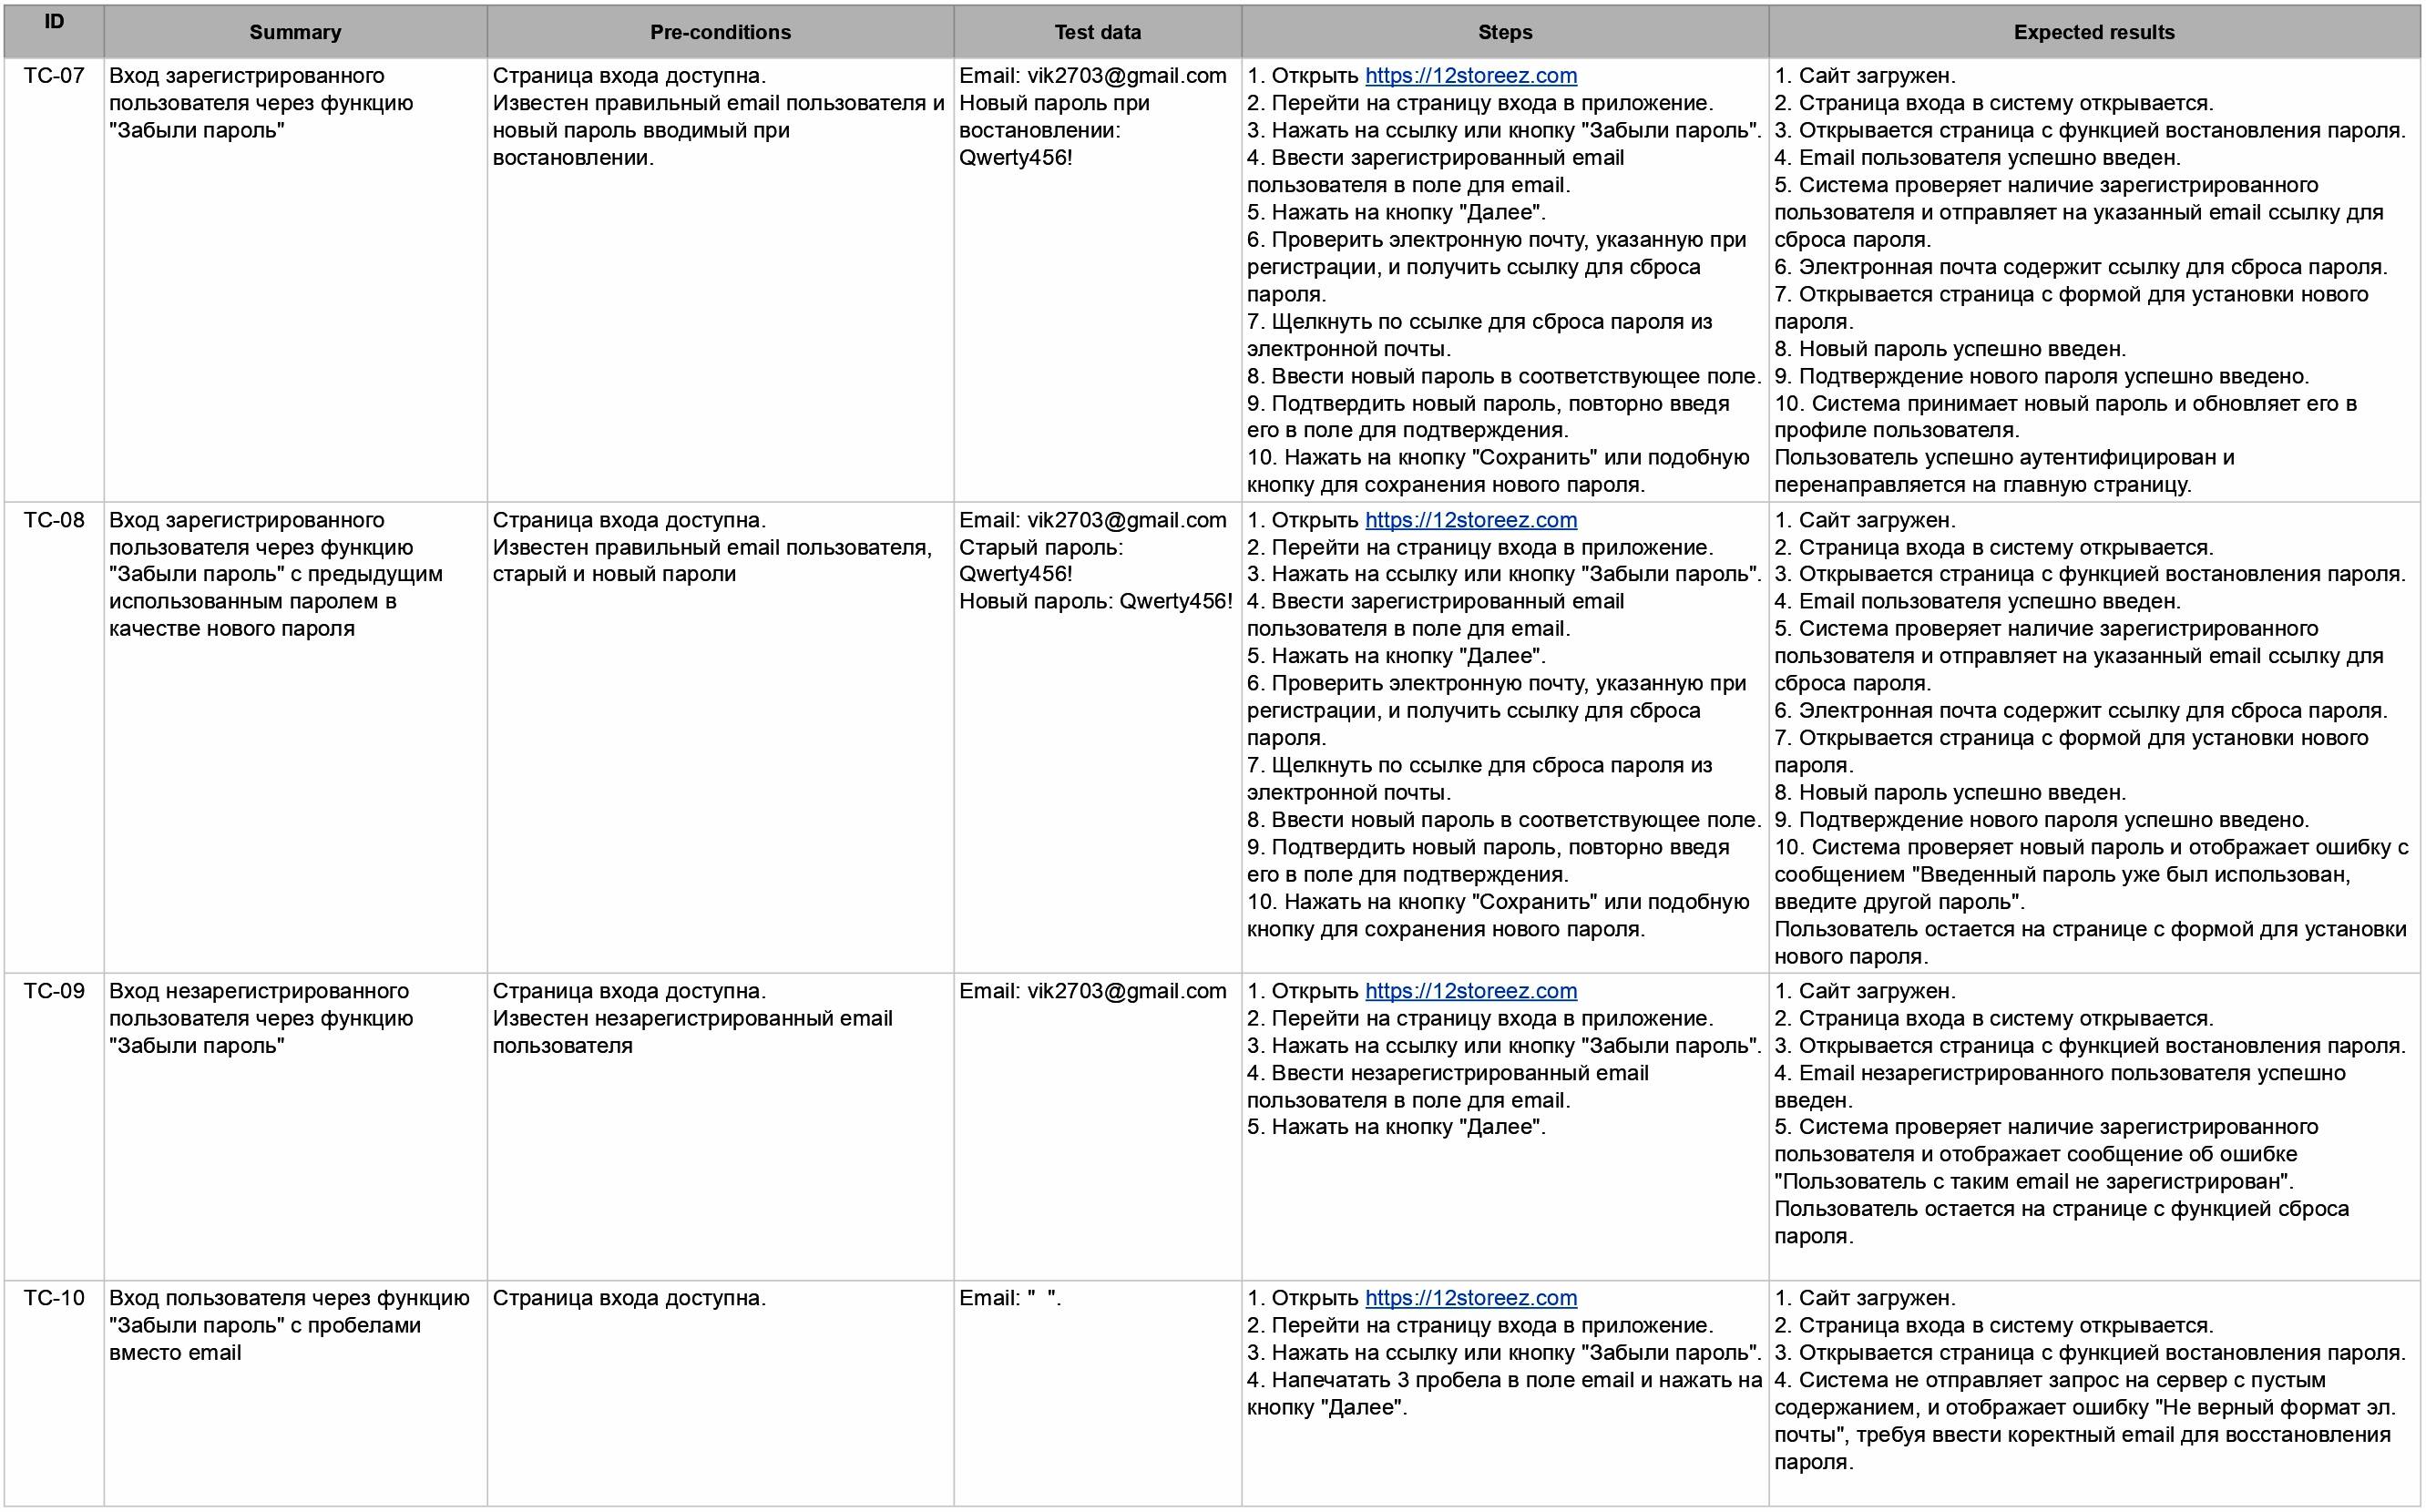 ID
Summary
Pre-conditions
Test data
Steps
Expected results
TC-07
Вход зарегистрированного
пользователя через функцию
"Забыли пароль"
Страница входа доступна.
Известен правильный email пользователя и
новый пароль вводимый при
востановлении.
Email: vik2703@gmail.com
Новый пароль при
востановлении:
Qwerty456!
1. Открыть https://12storeez.com
2. Перейти на страницу входа в приложение.
3. Нажать на ссылку или кнопку "Забыли пароль".
4. Ввести зарегистрированный email
пользователя в поле для email.
5. Нажать на кнопку "Далее".
6. Проверить электронную почту, указанную при
регистрации, и получить ссылку для сброса
пароля.
7. Щелкнуть по ссылке для сброса пароля из
электронной почты.
8. Ввести новый пароль в соответствующее поле.
9. Подтвердить новый пароль, повторно введя
его в поле для подтверждения.
10. Нажать на кнопку "Сохранить" или подобную
кнопку для сохранения нового пароля.
1. Сайт загружен.
2. Страница входа в систему открывается.
3. Открывается страница с функцией востановления пароля.
4. Email пользователя успешно введен.
5. Система проверяет наличие зарегистрированного
пользователя и отправляет на указанный email ссылку для
сброса пароля.
6. Электронная почта содержит ссылку для сброса пароля.
7. Открывается страница с формой для установки нового
пароля.
8. Новый пароль успешно введен.
9. Подтверждение нового пароля успешно введено.
10. Система принимает новый пароль и обновляет его в
профиле пользователя.
Пользователь успешно аутентифицирован и
перенаправляется на главную страницу.
TC-08
Вход зарегистрированного
пользователя через функцию
"Забыли пароль" с предыдущим
использованным паролем в
качестве нового пароля
Страница входа доступна.
Известен правильный email пользователя,
старый и новый пароли
Email: vik2703@gmail.com
Старый пароль:
Qwerty456!
Новый пароль: Qwerty456!
1. Открыть https://12storeez.com
2. Перейти на страницу входа в приложение.
3. Нажать на ссылку или кнопку "Забыли пароль".
4. Ввести зарегистрированный email
пользователя в поле для email.
5. Нажать на кнопку "Далее".
6. Проверить электронную почту, указанную при
регистрации, и получить ссылку для сброса
пароля.
7. Щелкнуть по ссылке для сброса пароля из
электронной почты.
8. Ввести новый пароль в соответствующее поле.
9. Подтвердить новый пароль, повторно введя
его в поле для подтверждения.
10. Нажать на кнопку "Сохранить" или подобную
кнопку для сохранения нового пароля.
1. Сайт загружен.
2. Страница входа в систему открывается.
3. Открывается страница с функцией востановления пароля.
4. Email пользователя успешно введен.
5. Система проверяет наличие зарегистрированного
пользователя и отправляет на указанный email ссылку для
сброса пароля.
6. Электронная почта содержит ссылку для сброса пароля.
7. Открывается страница с формой для установки нового
пароля.
8. Новый пароль успешно введен.
9. Подтверждение нового пароля успешно введено.
10. Система проверяет новый пароль и отображает ошибку с
сообщением "Введенный пароль уже был использован,
введите другой пароль".
Пользователь остается на странице с формой для установки
нового пароля.
TC-09
Вход незарегистрированного
пользователя через функцию
"Забыли пароль"
Страница входа доступна.
Известен незарегистрированный email
пользователя
Email: vik2703@gmail.com
1. Открыть https://12storeez.com
2. Перейти на страницу входа в приложение.
3. Нажать на ссылку или кнопку "Забыли пароль".
4. Ввести незарегистрированный email
пользователя в поле для email.
5. Нажать на кнопку "Далее".
1. Сайт загружен.
2. Страница входа в систему открывается.
3. Открывается страница с функцией востановления пароля.
4. Email незарегистрированного пользователя успешно
введен.
5. Система проверяет наличие зарегистрированного
пользователя и отображает сообщение об ошибке
"Пользователь с таким email не зарегистрирован".
Пользователь остается на странице с функцией сброса
пароля.
TC-10
Вход пользователя через функцию
"Забыли пароль" с пробелами
вместо email
Страница входа доступна.
Email: "  ".
1. Открыть https://12storeez.com
2. Перейти на страницу входа в приложение.
3. Нажать на ссылку или кнопку "Забыли пароль".
4. Напечатать 3 пробела в поле email и нажать на
кнопку "Далее".
1. Сайт загружен.
2. Страница входа в систему открывается.
3. Открывается страница с функцией востановления пароля.
4. Система не отправляет запрос на сервер с пустым
содержанием, и отображает ошибку "Не верный формат эл.
почты", требуя ввести коректный email для восстановления
пароля.